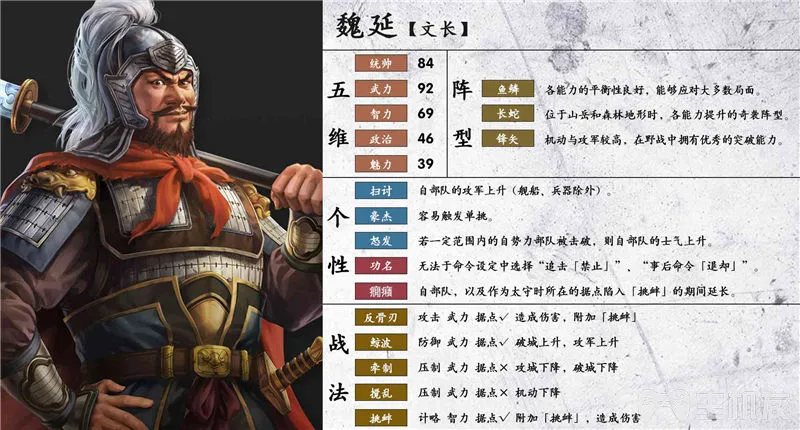 魏延【文长】
五维
统帅 84
武力 92
智力 69
政治 46
魅力 39
阵型
鱼鳞 各能力的平衡性良好，能够应对大多数局面。
长蛇 位于山岳和森林地形时，各能力提升的奇袭阵型。
锋矢 机动与攻军较高，在野战中拥有优秀的突破能力。
个性
扫讨 自部队的攻军上升（舰船、兵器除外）。
豪杰 容易触发单挑。
怒发 若一定范围内的自势力部队被击破，则自部队的士气上升。
功名 无法于命令设定中选择“追击「禁止」”、“事后命令「退却」”。
癇癪 自部队，以及作为太守时所在的据点陷入「挑衅」的期间延长。
战法
反骨刃 攻击 武力 据点✓ 造成伤害，附加「挑衅」
鲸波 防御 武力 据点✓ 破城上升，攻军上升
牵制 压制 武力 据点× 攻城下降，破城下降
搅乱 压制 武力 据点× 机动下降
挑衅 计略 智力 据点✓ 附加「挑衅」，造成伤害